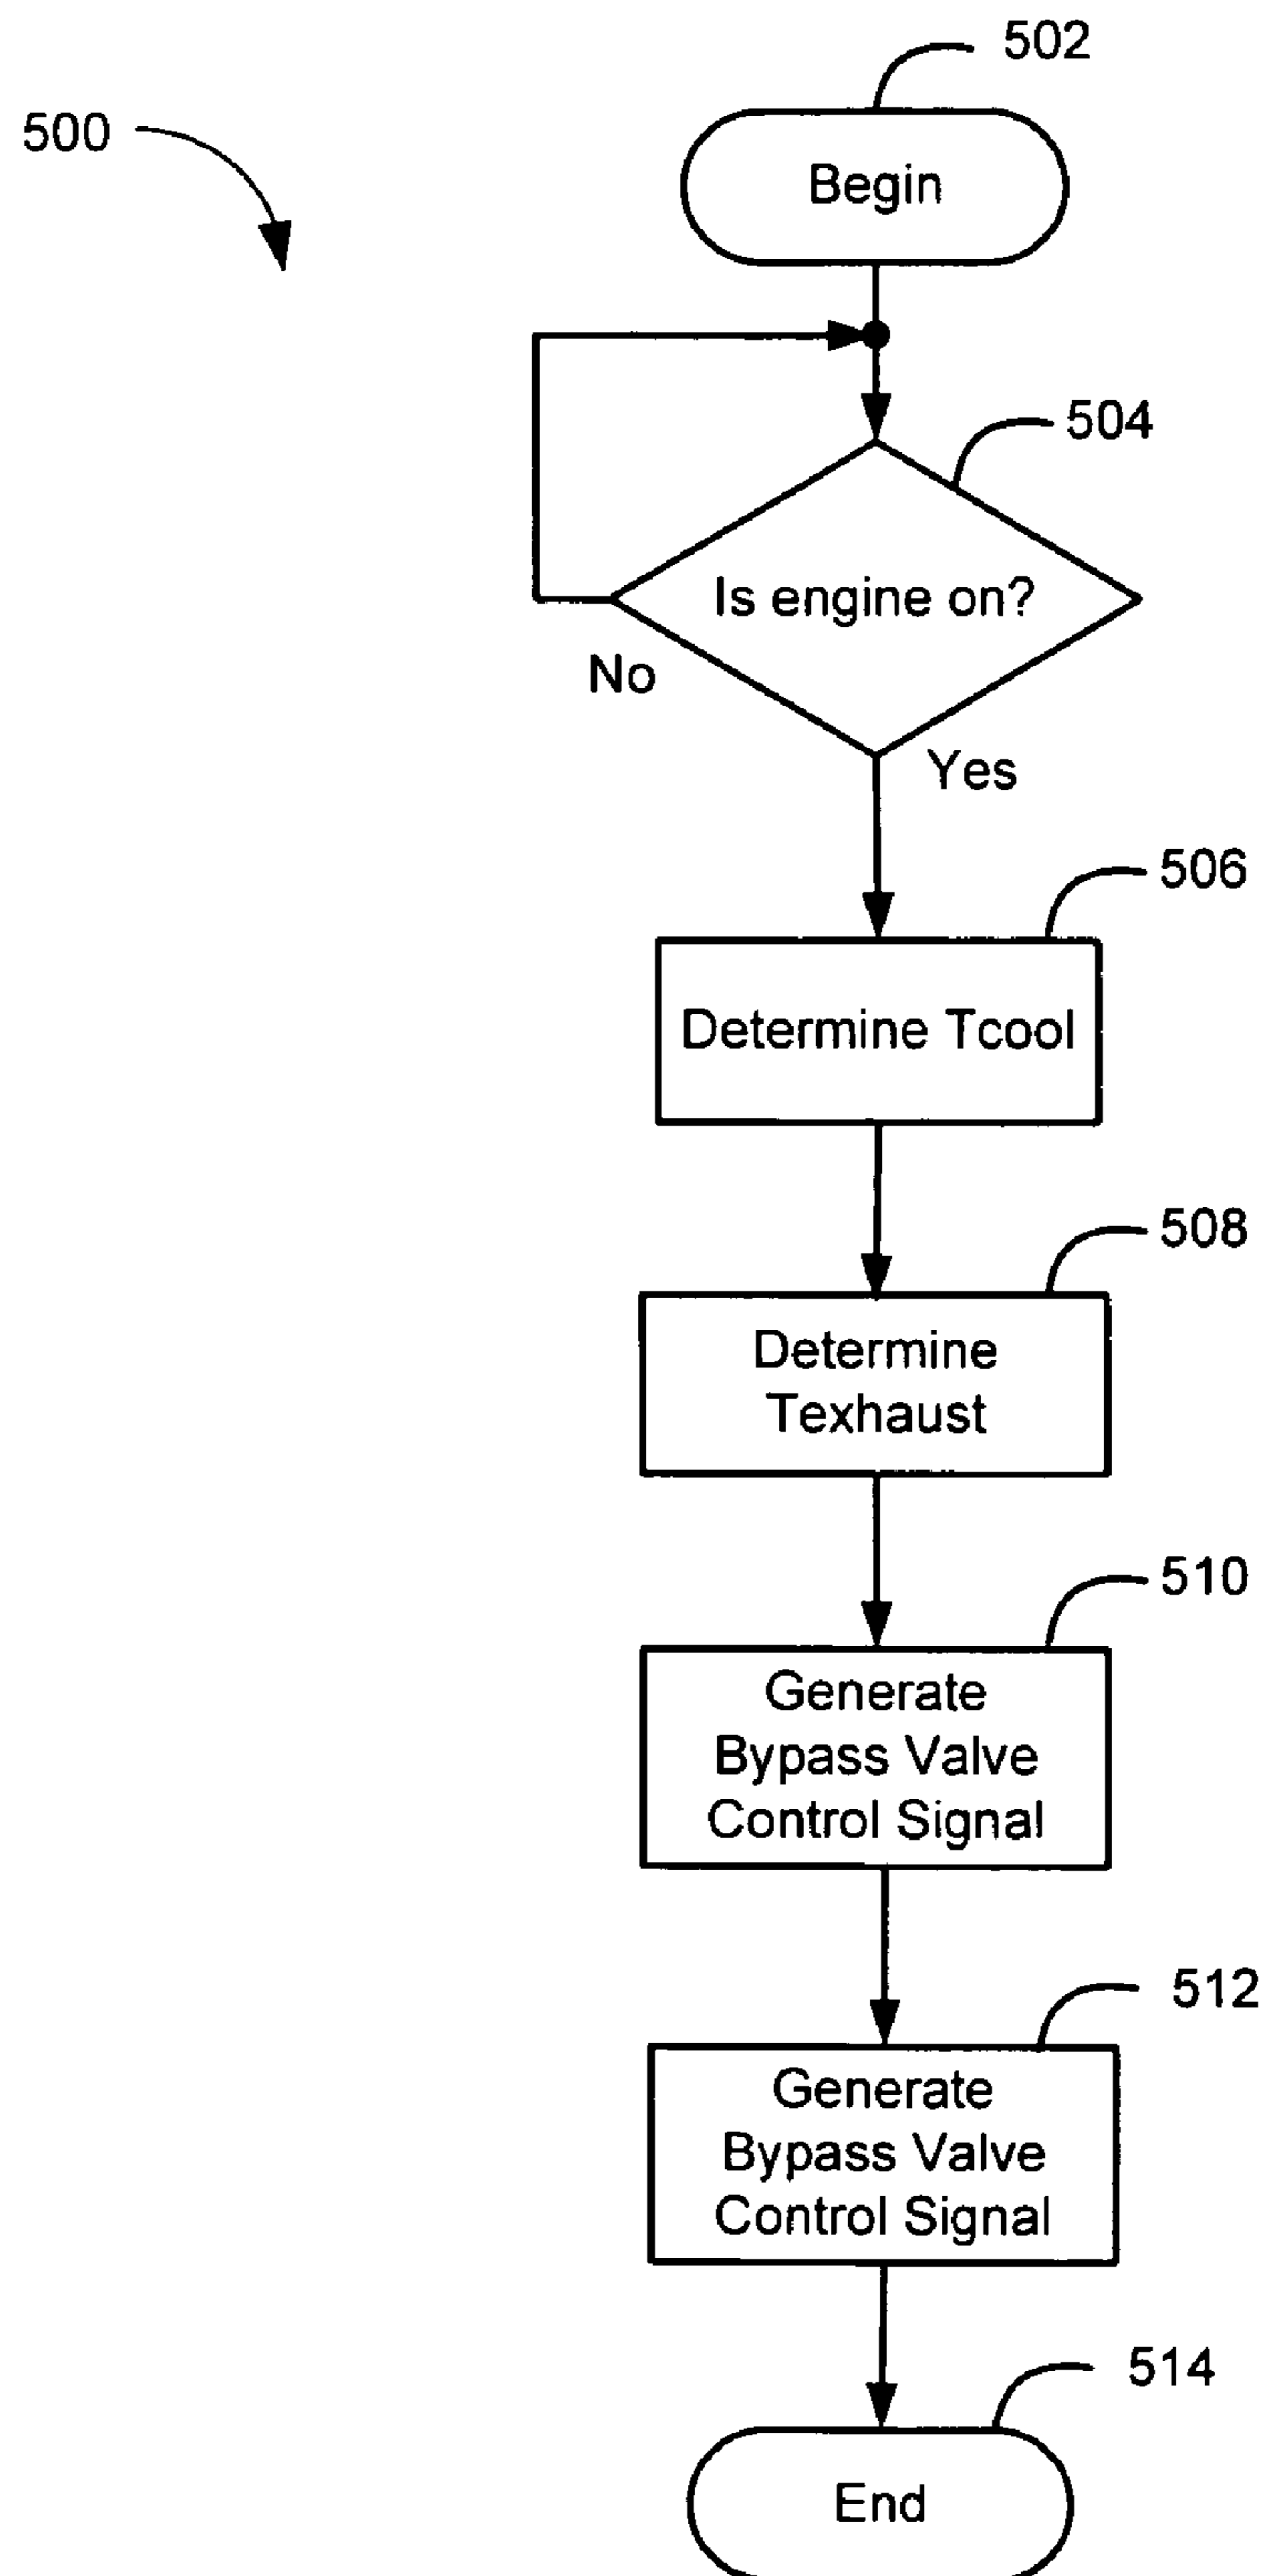 502
500
Begin
504
Is engine on?
No
Yes
506
Determine Tcool
508
Determine
Texhaust
510
Generate
Bypass Valve
Control Signal
512
Generate
Bypass Valve
Control Signal
514
End